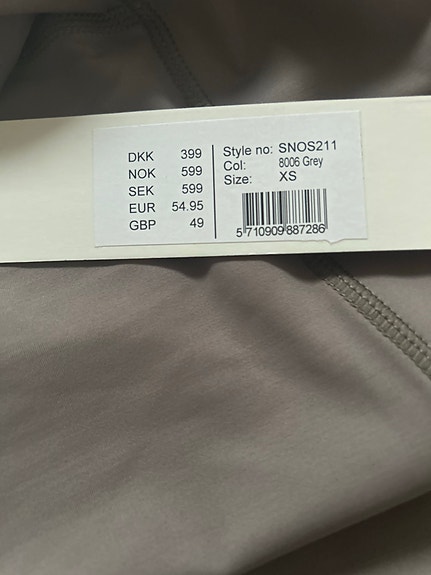 DKK 399
NOK 599
SEK 599
EUR 54.95
GBP 49
Style no: SNOS211
Col: 8006 Grey
Size: XS
5 710909 887286